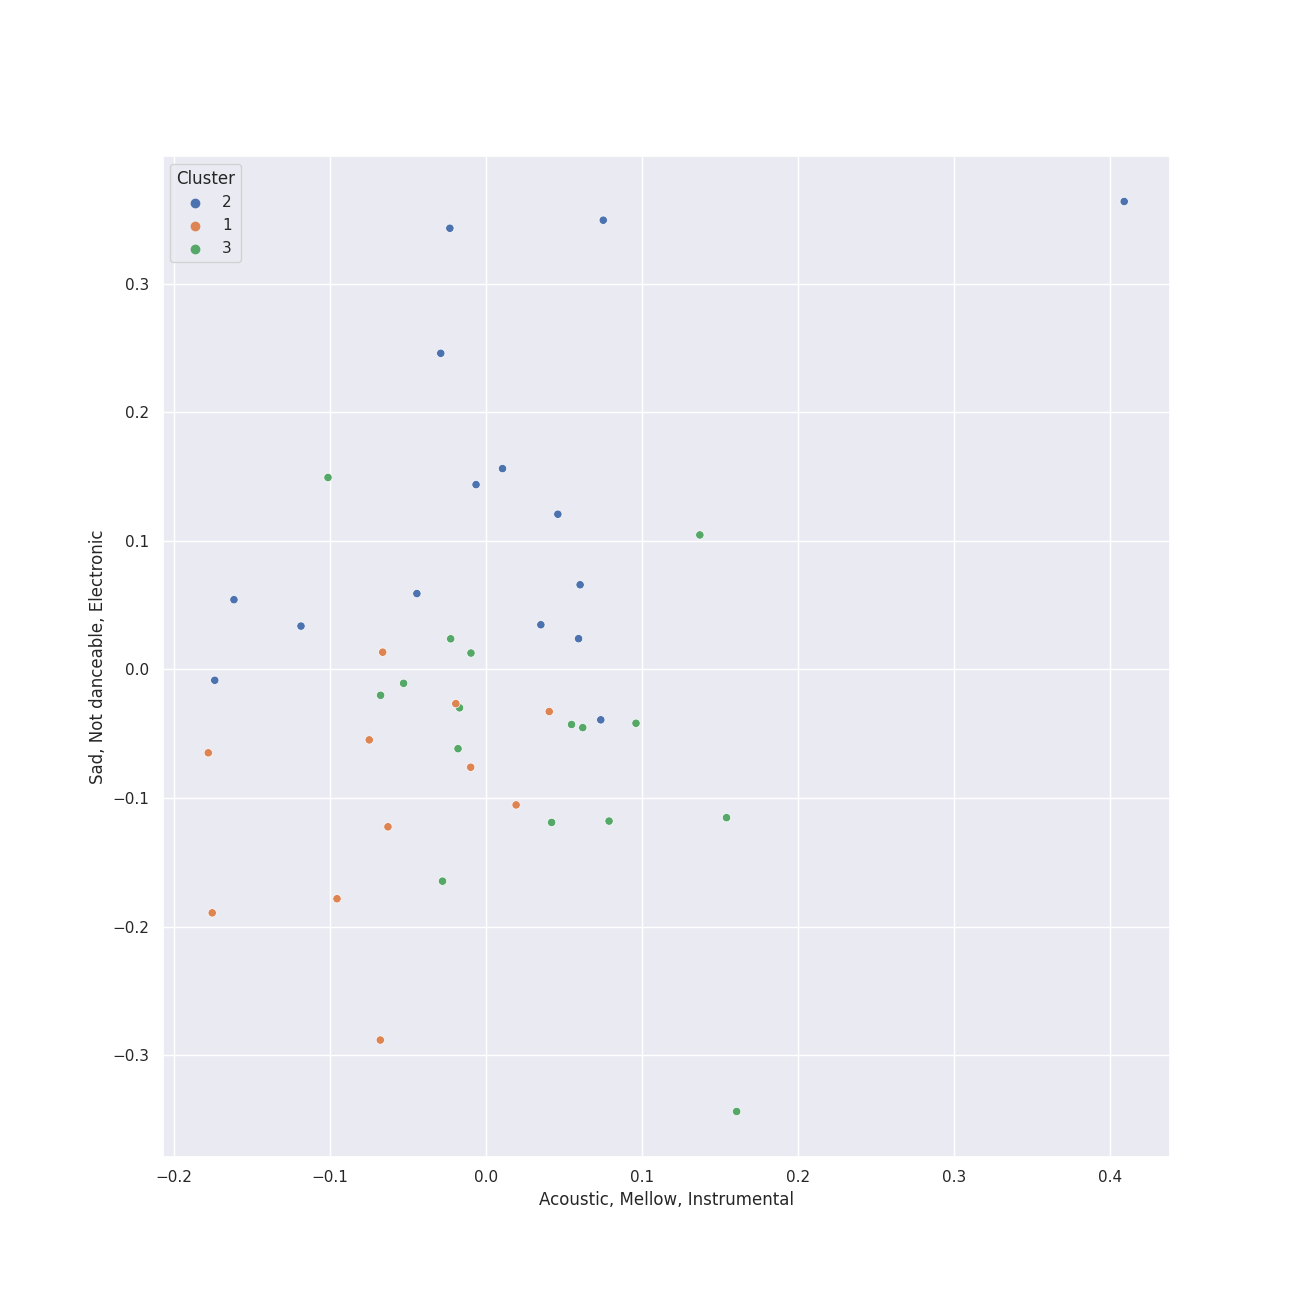 Cluster
2
1
3
0.3
0.2
0.1
0.0
−0.1
−0.2
−0.3
Sad, Not danceable, Electronic
−0.2 −0.1 0.0 0.1 0.2 0.3 0.4
Acoustic, Mellow, Instrumental